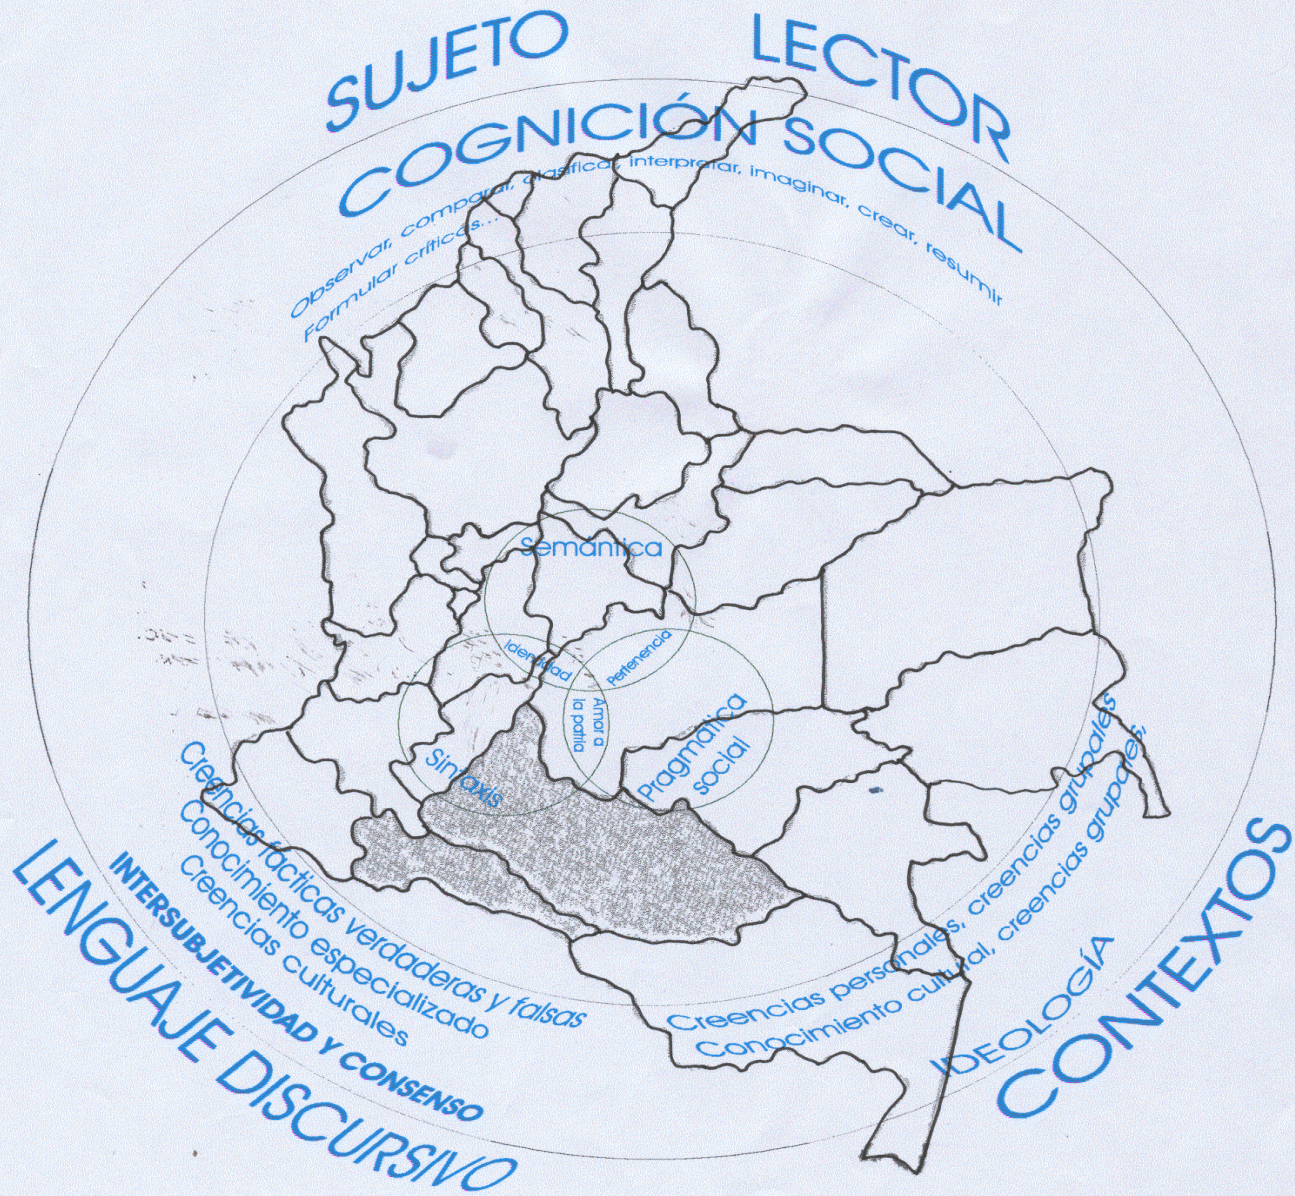 SUJETO LECTOR
COGNICIÓN SOCIAL
Observar, comparar, clasificar, interpretar, imaginar, crear, resumir
Formular críticas...
Semántica
Identidad
Pertenencia
Amor a
la patria
Sintaxis
Pragmática
social
Creencias fácticas verdaderas y falsas
Conocimiento especializado
Creencias culturales
INTERSUBJETIVIDAD Y CONSENSO
LENGUAJE DISCURSIVO
Creencias personales, creencias grupales
Conocimiento cultural, creencias grupales,
IDEOLOGÍA
CONTEXTOS